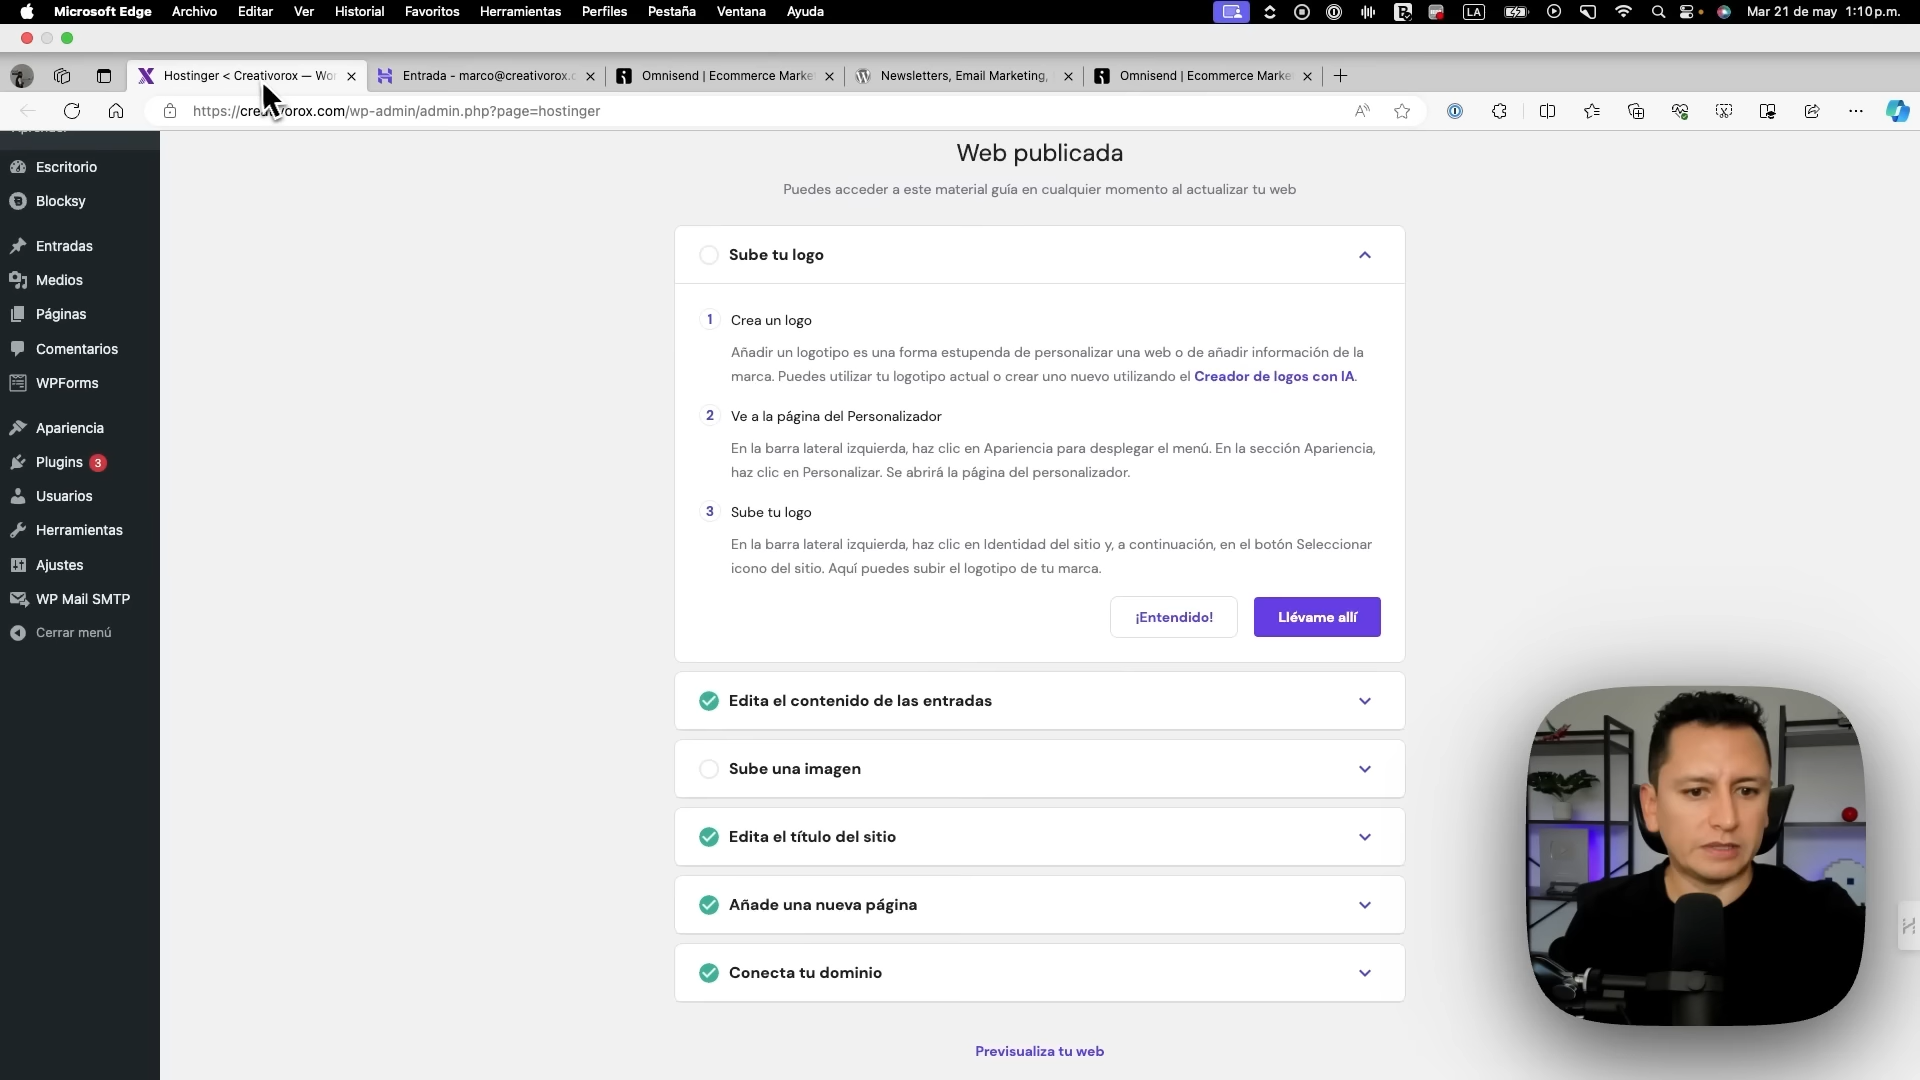 Microsoft Edge Archivo Editar Ver Historial Favoritos Herramientas Perfiles Pestaña Ventana Ayuda
LA
Mar 21 de may 1:10 p.m.
Hostinger < Creativorox — Wor
Entrada - marco@creativorox.c
Omnisend | Ecommerce Marke
Newsletters, Email Marketing,
Omnisend | Ecommerce Marke
https://creativorox.com/wp-admin/admin.php?page=hostinger
Escritorio
Blocksy
Entradas
Medios
Páginas
Comentarios
WPForms
Apariencia
Plugins 3
Usuarios
Herramientas
Ajustes
WP Mail SMTP
Cerrar menú
Web publicada
Puedes acceder a este material guía en cualquier momento al actualizar tu web
Sube tu logo
1 Crea un logo
Añadir un logotipo es una forma estupenda de personalizar una web o de añadir información de la
marca. Puedes utilizar tu logotipo actual o crear uno nuevo utilizando el Creador de logos con IA.
2 Ve a la página del Personalizador
En la barra lateral izquierda, haz clic en Apariencia para desplegar el menú. En la sección Apariencia,
haz clic en Personalizar. Se abrirá la página del personalizador.
3 Sube tu logo
En la barra lateral izquierda, haz clic en Identidad del sitio y, a continuación, en el botón Seleccionar
icono del sitio. Aquí puedes subir el logotipo de tu marca.
¡Entendido! Llévame allí
Edita el contenido de las entradas
Sube una imagen
Edita el título del sitio
Añade una nueva página
Conecta tu dominio
Previsualiza tu web